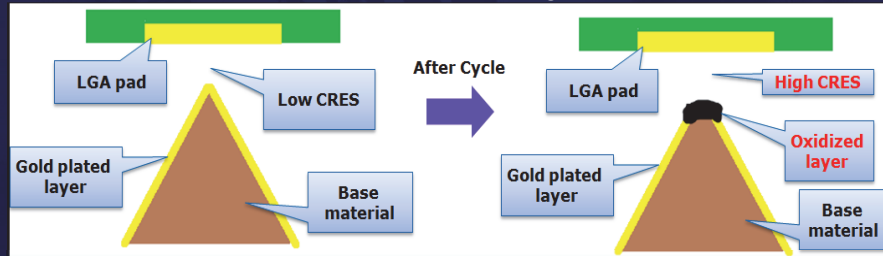 LGA pad
Low CRES
Gold plated
layer
Base
material
After Cycle
LGA pad
High CRES
Oxidized
layer
Gold plated
layer
Base
material